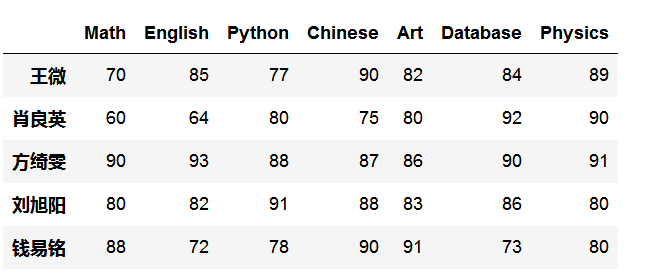 Math English Python Chinese Art Database Physics
王微 70 85 77 90 82 84 89
肖良英 60 64 80 75 80 92 90
方绮雯 90 93 88 87 86 90 91
刘旭阳 80 82 91 88 83 86 80
钱易铭 88 72 78 90 91 73 80